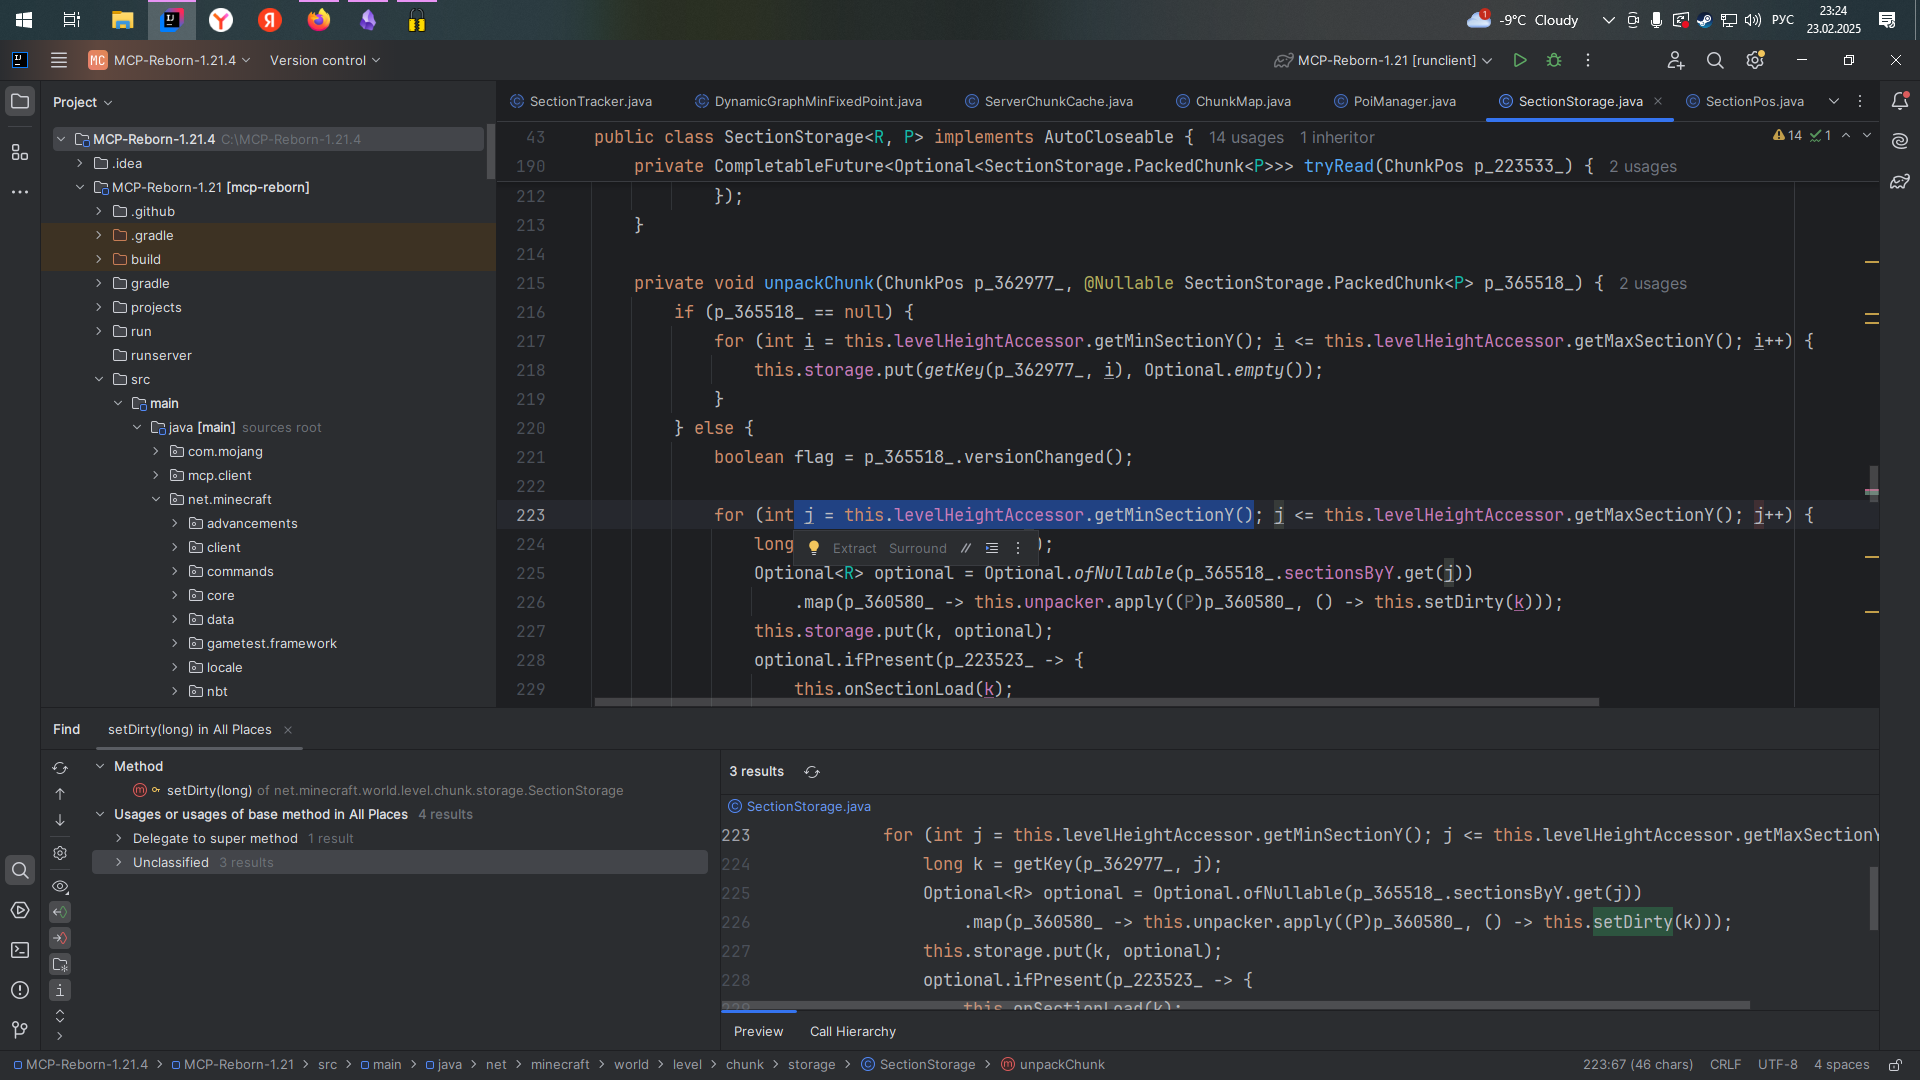 -9°C Cloudy
РУС
23:24
23.02.2025
1
MC MCP-Reborn-1.21.4
Version control
MCP-Reborn-1.21 [runclient]
Project
MCP-Reborn-1.21.4 C:\MCP-Reborn-1.21.4
.idea
MCP-Reborn-1.21 [mcp-reborn]
.github
.gradle
build
gradle
projects
run
runserver
src
main
java [main] sources root
com.mojang
mcp.client
net.minecraft
advancements
client
commands
core
data
gametest.framework
locale
nbt
SectionTracker.java
DynamicGraphMinFixedPoint.java
ServerChunkCache.java
ChunkMap.java
PoiManager.java
SectionStorage.java
SectionPos.java
14 1
43 public class SectionStorage<R, P> implements AutoCloseable { 14 usages 1 inheritor
190 private CompletableFuture<Optional<SectionStorage.PackedChunk<P>>> tryRead(ChunkPos p_223533_) { 2 usages
212 });
213 }
214
215 private void unpackChunk(ChunkPos p_362977_, @Nullable SectionStorage.PackedChunk<P> p_365518_) { 2 usages
216 if (p_365518_ == null) {
217 for (int i = this.levelHeightAccessor.getMinSectionY(); i <= this.levelHeightAccessor.getMaxSectionY(); i++) {
218 this.storage.put(getKey(p_362977_, i), Optional.empty());
219 }
220 } else {
221 boolean flag = p_365518_.versionChanged();
222
223 for (int j = this.levelHeightAccessor.getMinSectionY(); j <= this.levelHeightAccessor.getMaxSectionY(); j++) {
224 long );
Extract Surround //
225 Optional<R> optional = Optional.ofNullable(p_365518_.sectionsByY.get(j))
226 .map(p_360580_ -> this.unpacker.apply((P)p_360580_, () -> this.setDirty(k)));
227 this.storage.put(k, optional);
228 optional.ifPresent(p_223523_ -> {
229 this.onSectionLoad(k);
Find
setDirty(long) in All Places
Method
setDirty(long) of net.minecraft.world.level.chunk.storage.SectionStorage
Usages or usages of base method in All Places 4 results
Delegate to super method 1 result
Unclassified 3 results
3 results
SectionStorage.java
223 for (int j = this.levelHeightAccessor.getMinSectionY(); j <= this.levelHeightAccessor.getMaxSectionY
224 long k = getKey(p_362977_, j);
225 Optional<R> optional = Optional.ofNullable(p_365518_.sectionsByY.get(j))
226 .map(p_360580_ -> this.unpacker.apply((P)p_360580_, () -> this.setDirty(k)));
227 this.storage.put(k, optional);
228 optional.ifPresent(p_223523_ -> {
229 this.onSectionLoad(k);
Preview
Call Hierarchy
MCP-Reborn-1.21.4 > MCP-Reborn-1.21 > src > main > java > net > minecraft > world > level > chunk > storage > SectionStorage > unpackChunk
223:67 (46 chars) CRLF UTF-8 4 spaces